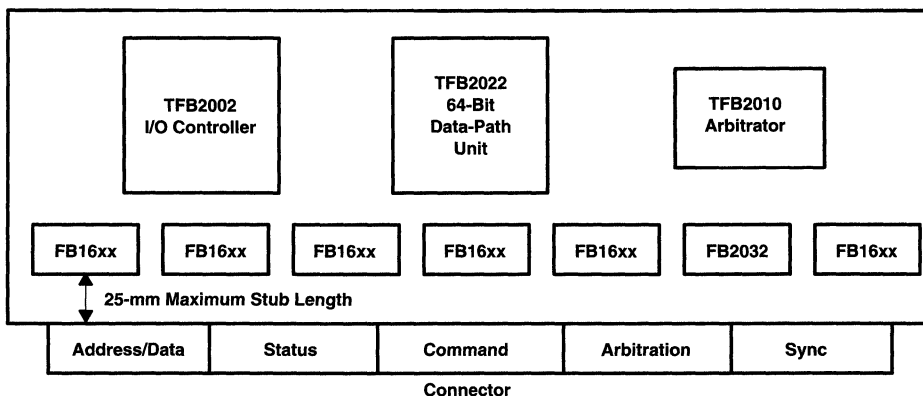 TFB2002
I/O Controller
TFB2022
64-Bit
Data-Path
Unit
TFB2010
Arbitrator
FB16xx
FB16xx
FB16xx
FB16xx
FB16xx
FB2032
FB16xx
25-mm Maximum Stub Length
Address/Data
Status
Command
Arbitration
Sync
Connector